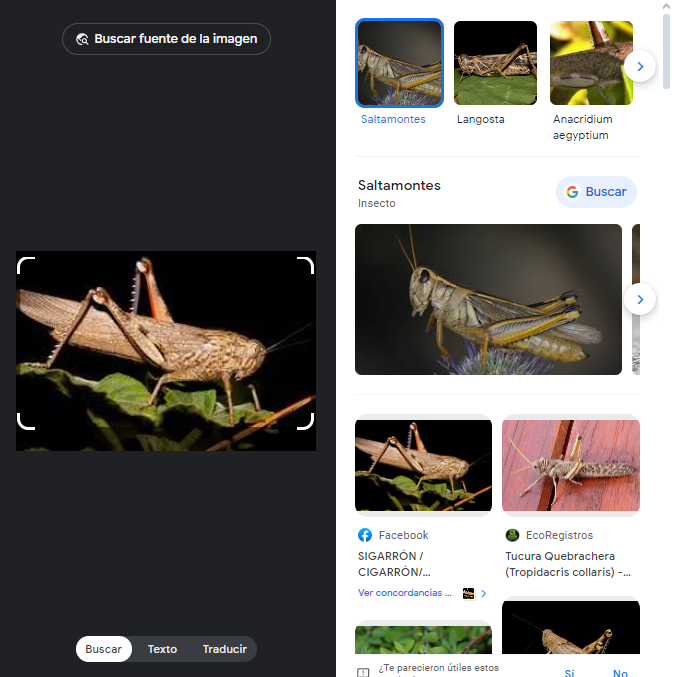 Buscar fuente de la imagen
Saltamontes
Langosta
Anacridium
aegyptium
Saltamontes
Insecto
Buscar
Facebook
SIGARRÓN /
CIGARRÓN/...
Ver concordancias ...
EcoRegistros
Tucura Quebrachera
(Tropidacris collaris) -...
Buscar
Texto
Traducir
¿Te parecieron útiles estos
Sí
No